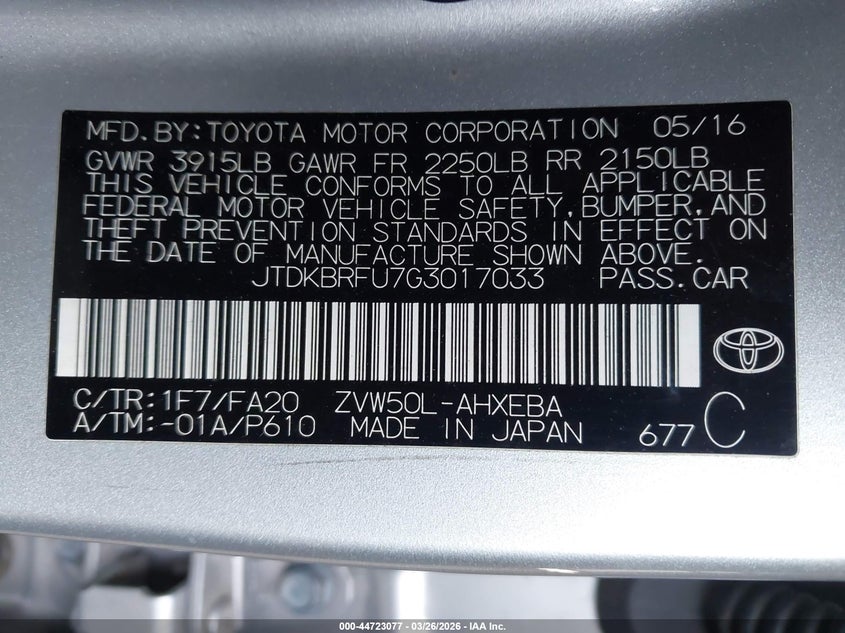 MFD.BY:TOYOTA MOTOR CORPORATION 05/16
GVWR 3915LB GAWR FR 2250LB RR 2150LB
THIS VEHICLE CONFORMS TO ALL APPLICABLE
FEDERAL MOTOR VEHICLE SAFETY,BUMPER,AND
THEFT PREVENTION STANDARDS IN EFFECT ON
THE DATE OF MANUFACTURE SHOWN ABOVE.
JTDKBRFU7G3017033 PASS.CAR
C/TR:1F7/FA20 ZVW50L-AHXEBA
A/TM:-01A/P610 MADE IN JAPAN 677 C
000-44723077 — 03/26/2026 — IAA Inc.